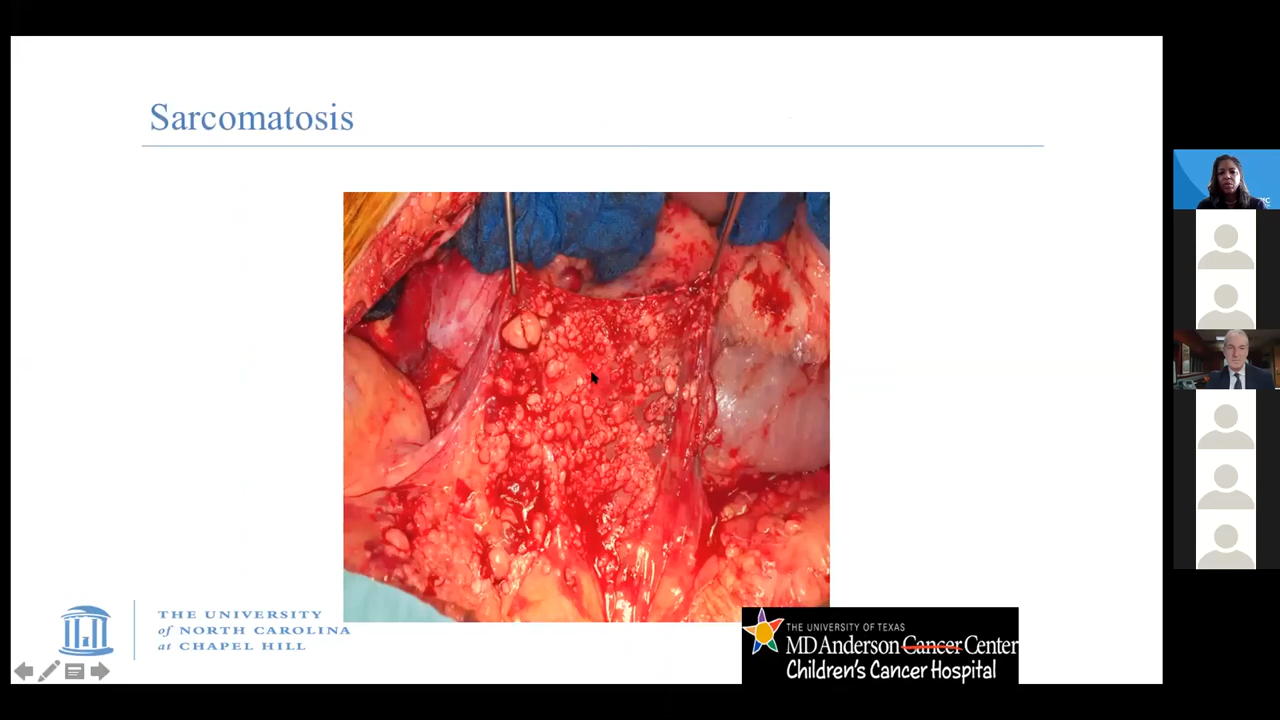 Sarcomatosis
THE UNIVERSITY
of NORTH CAROLINA
at CHAPEL HILL
THE UNIVERSITY OF TEXAS
MD Anderson Cancer Center
Children's Cancer Hospital